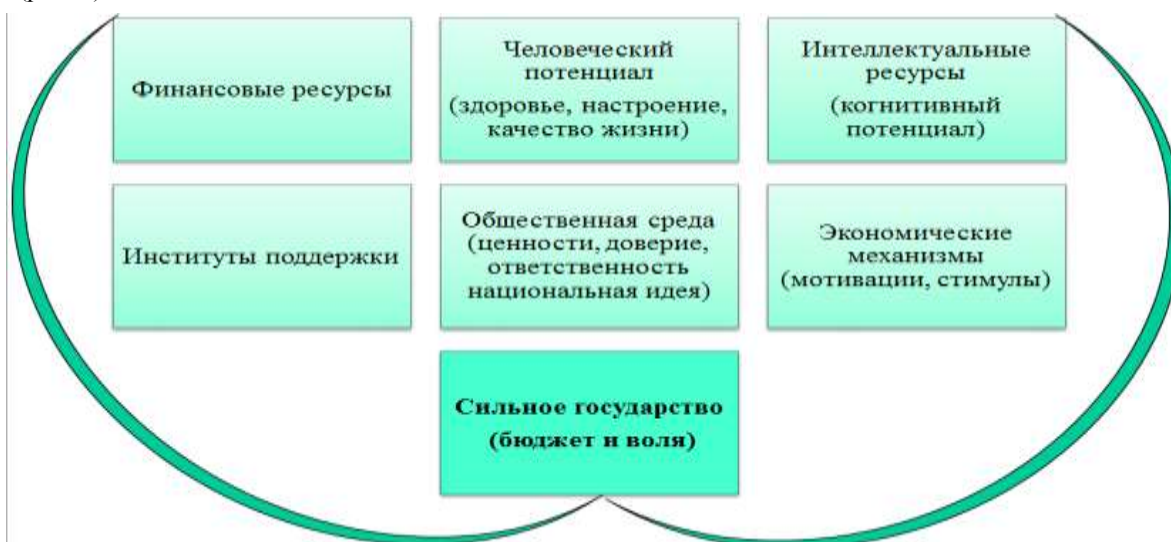 Финансовые ресурсы
Человеческий
потенциал
(здоровье, настроение,
качество жизни)
Интеллектуальные
ресурсы
(когнитивный
потенциал)
Институты поддержки
Общественная среда
(ценности, доверие,
ответственность
национальная идея)
Экономические
механизмы
(мотивации, стимулы)
Сильное государство
(бюджет и воля)